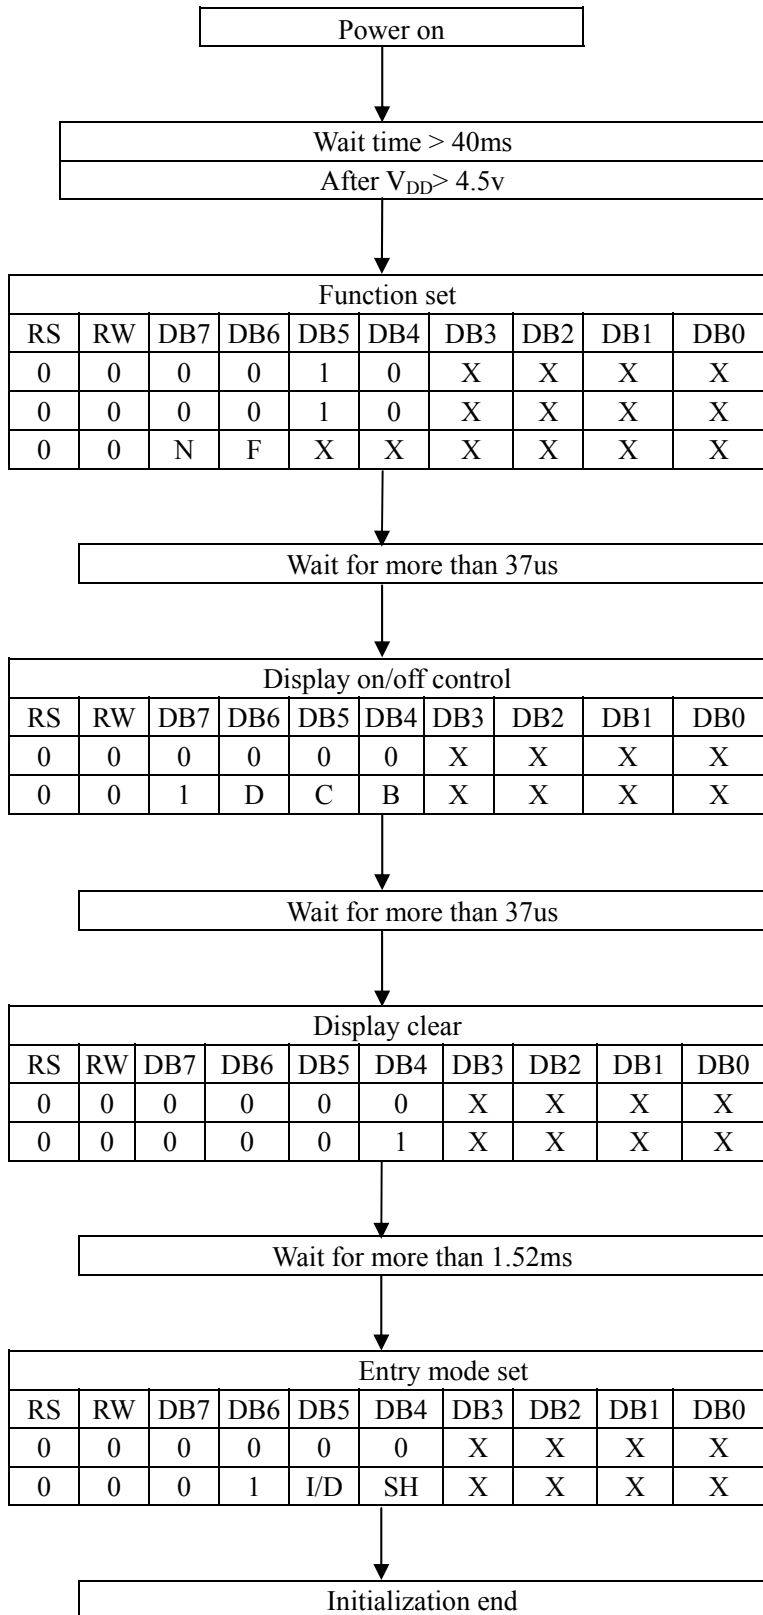 Power on
Wait time > 40ms
After VDD> 4.5v
Function set
RS RW DB7 DB6 DB5 DB4 DB3 DB2 DB1 DB0
0 0 0 0 1 0 X X X X
0 0 0 0 1 0 X X X X
0 0 N F X X X X X X
Wait for more than 37us
Display on/off control
RS RW DB7 DB6 DB5 DB4 DB3 DB2 DB1 DB0
0 0 0 0 0 0 X X X X
0 0 1 D C B X X X X
Wait for more than 37us
Display clear
RS RW DB7 DB6 DB5 DB4 DB3 DB2 DB1 DB0
0 0 0 0 0 0 X X X X
0 0 0 0 0 1 X X X X
Wait for more than 1.52ms
Entry mode set
RS RW DB7 DB6 DB5 DB4 DB3 DB2 DB1 DB0
0 0 0 0 0 0 X X X X
0 0 0 1 I/D SH X X X X
Initialization end